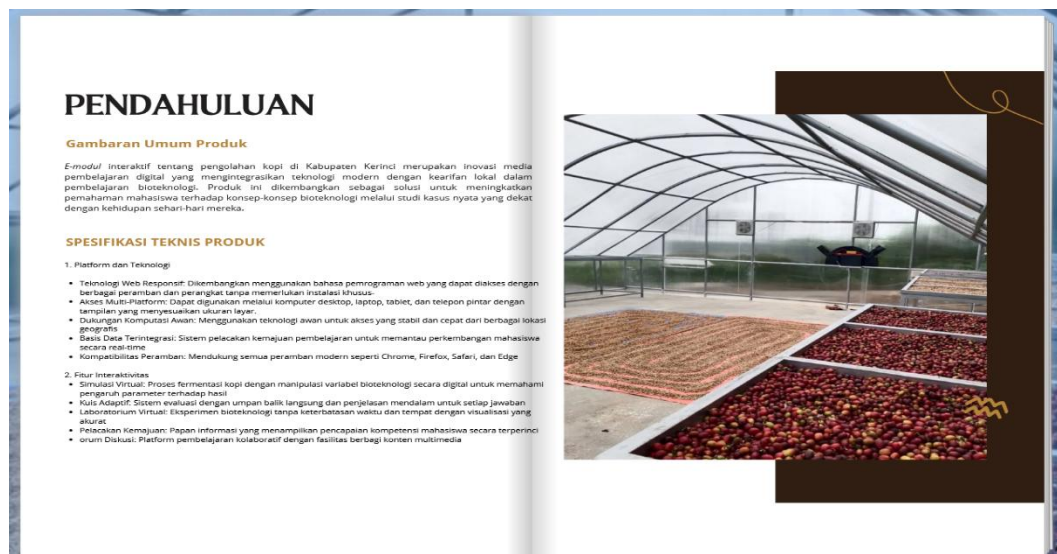 PENDAHULUAN
Gambaran Umum Produk
E-modul interaktif tentang pengolahan kopi di Kabupaten Kerinci merupakan inovasi media
pembelajaran digital yang mengintegrasikan teknologi modern dengan kearifan lokal dalam
pembelajaran bioteknologi. Produk ini dikembangkan sebagai solusi untuk meningkatkan
pemahaman mahasiswa terhadap konsep-konsep bioteknologi melalui studi kasus nyata yang dekat
dengan kehidupan sehari-hari mereka.
SPESIFIKASI TEKNIS PRODUK
1. Platform dan Teknologi
• Teknologi Web Responsif: Dikembangkan menggunakan bahasa pemrograman web yang dapat diakses dengan
berbagai peramban dan perangkat tanpa memerlukan instalasi khusus-
• Akses Multi-Platform: Dapat digunakan melalui komputer desktop, laptop, tablet, dan telepon pintar dengan
tampilan yang menyesuaikan ukuran layar.
• Dukungan Komputasi Awan: Menggunakan teknologi awan untuk akses yang stabil dan cepat dari berbagai lokasi
geografis
• Basis Data Terintegrasi: Sistem pelacakan kemajuan pembelajaran untuk memantau perkembangan mahasiswa
secara real-time
• Kompatibilitas Peramban: Mendukung semua peramban modern seperti Chrome, Firefox, Safari, dan Edge
2. Fitur Interaktivitas
• Simulasi Virtual: Proses fermentasi kopi dengan manipulasi variabel bioteknologi secara digital untuk memahami
pengaruh parameter terhadap hasil
• Kuis Adaptif: Sistem evaluasi dengan umpan balik langsung dan penjelasan mendalam untuk setiap jawaban
• Laboratorium Virtual: Eksperimen bioteknologi tanpa keterbatasan waktu dan tempat dengan visualisasi yang
akurat
• Pelacakan Kemajuan: Papan informasi yang menampilkan pencapaian kompetensi mahasiswa secara terperinci
• orum Diskusi: Platform pembelajaran kolaboratif dengan fasilitas berbagi konten multimedia